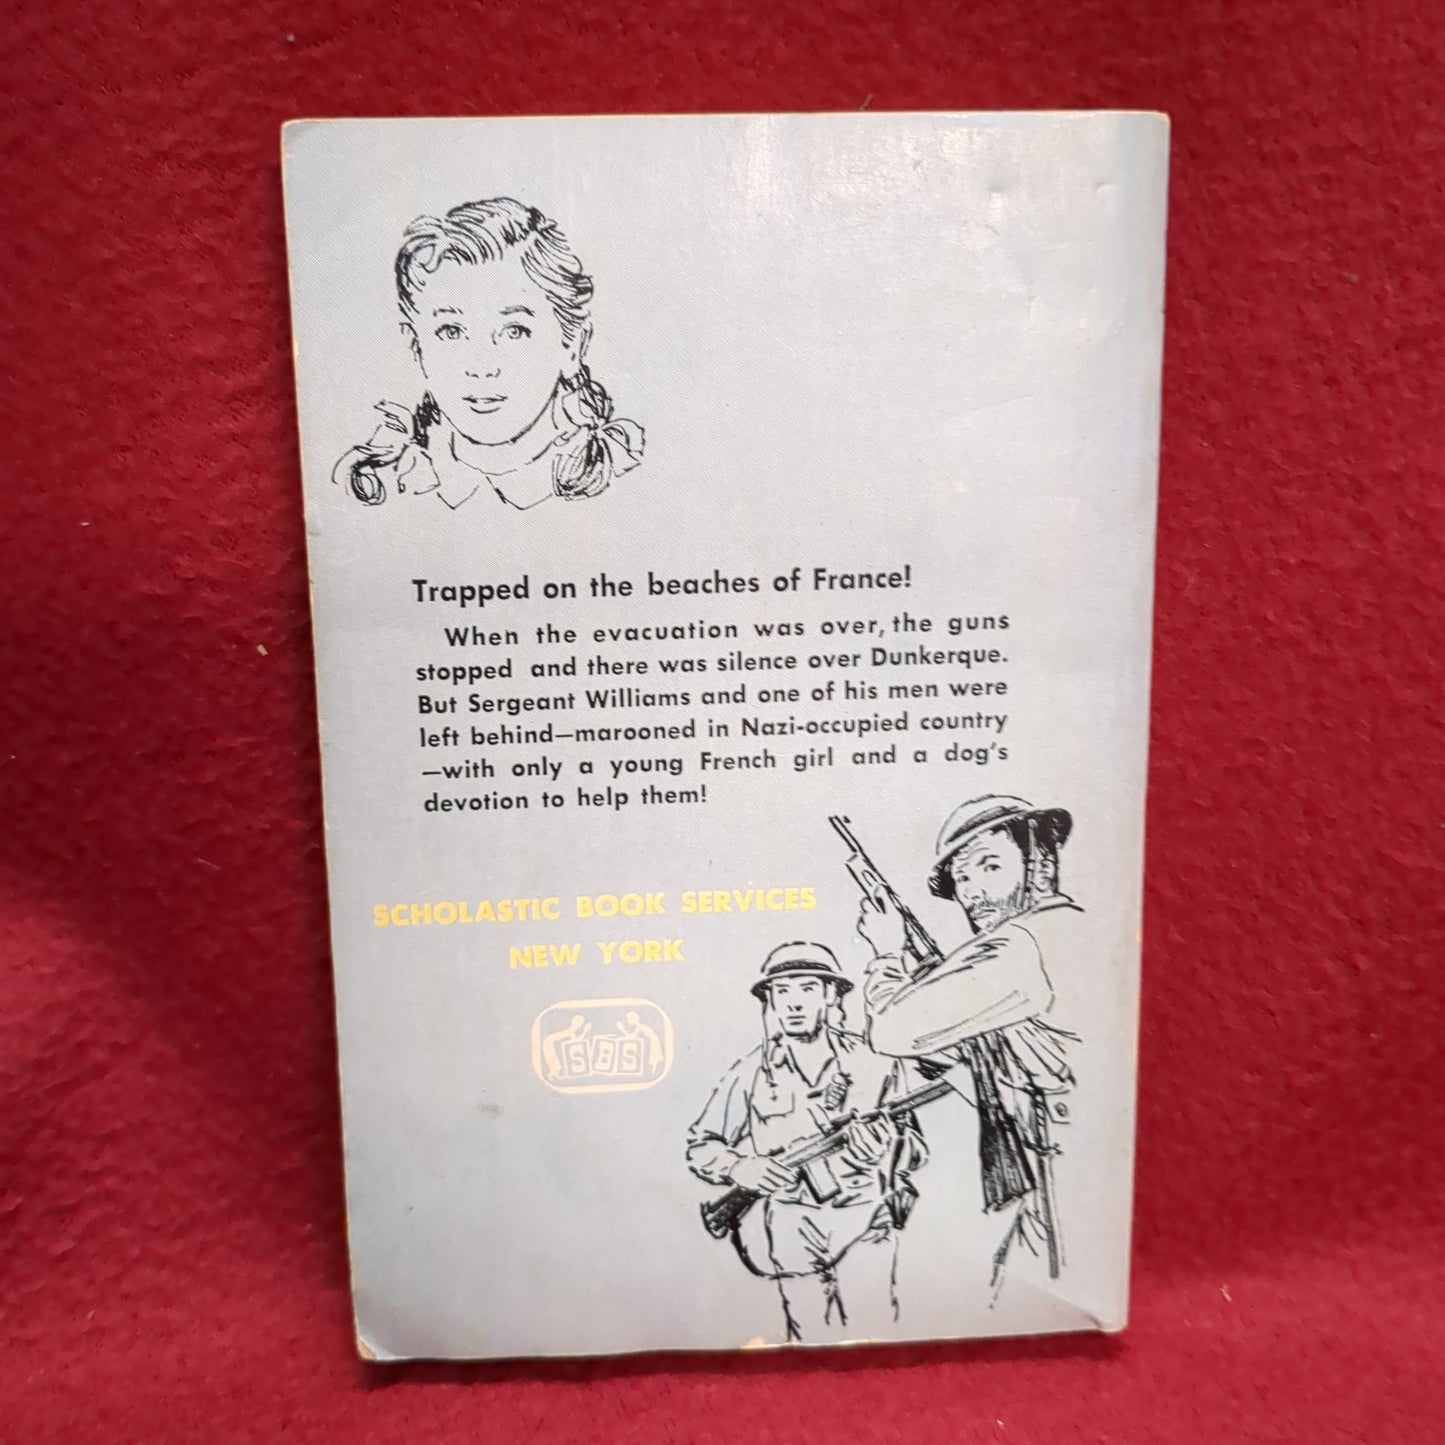 Trapped on the beaches of France!
When the evacuation was over, the guns
stopped and there was silence over Dunkerque.
But Sergeant Williams and one of his men were
left behind—marooned in Nazi-occupied country
—with only a young French girl and a dog's
devotion to help them!
SCHOLASTIC BOOK SERVICES
NEW YORK
SBS